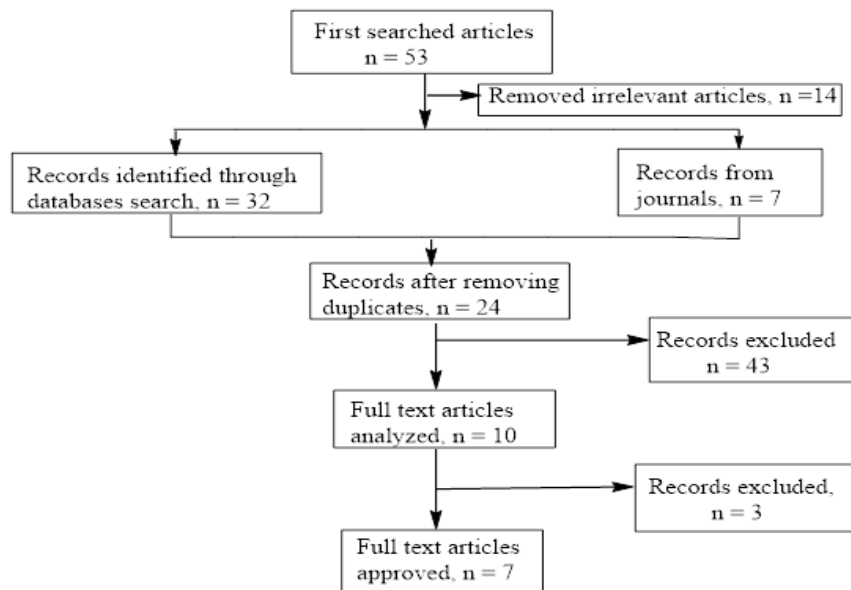 First searched articles
n = 53
Removed irrelevant articles, n =14
Records identified through
databases search, n = 32
Records from
journals, n = 7
Records after removing
duplicates, n = 24
Records excluded
n = 43
Full text articles
analyzed, n = 10
Records excluded,
n = 3
Full text articles
approved, n = 7